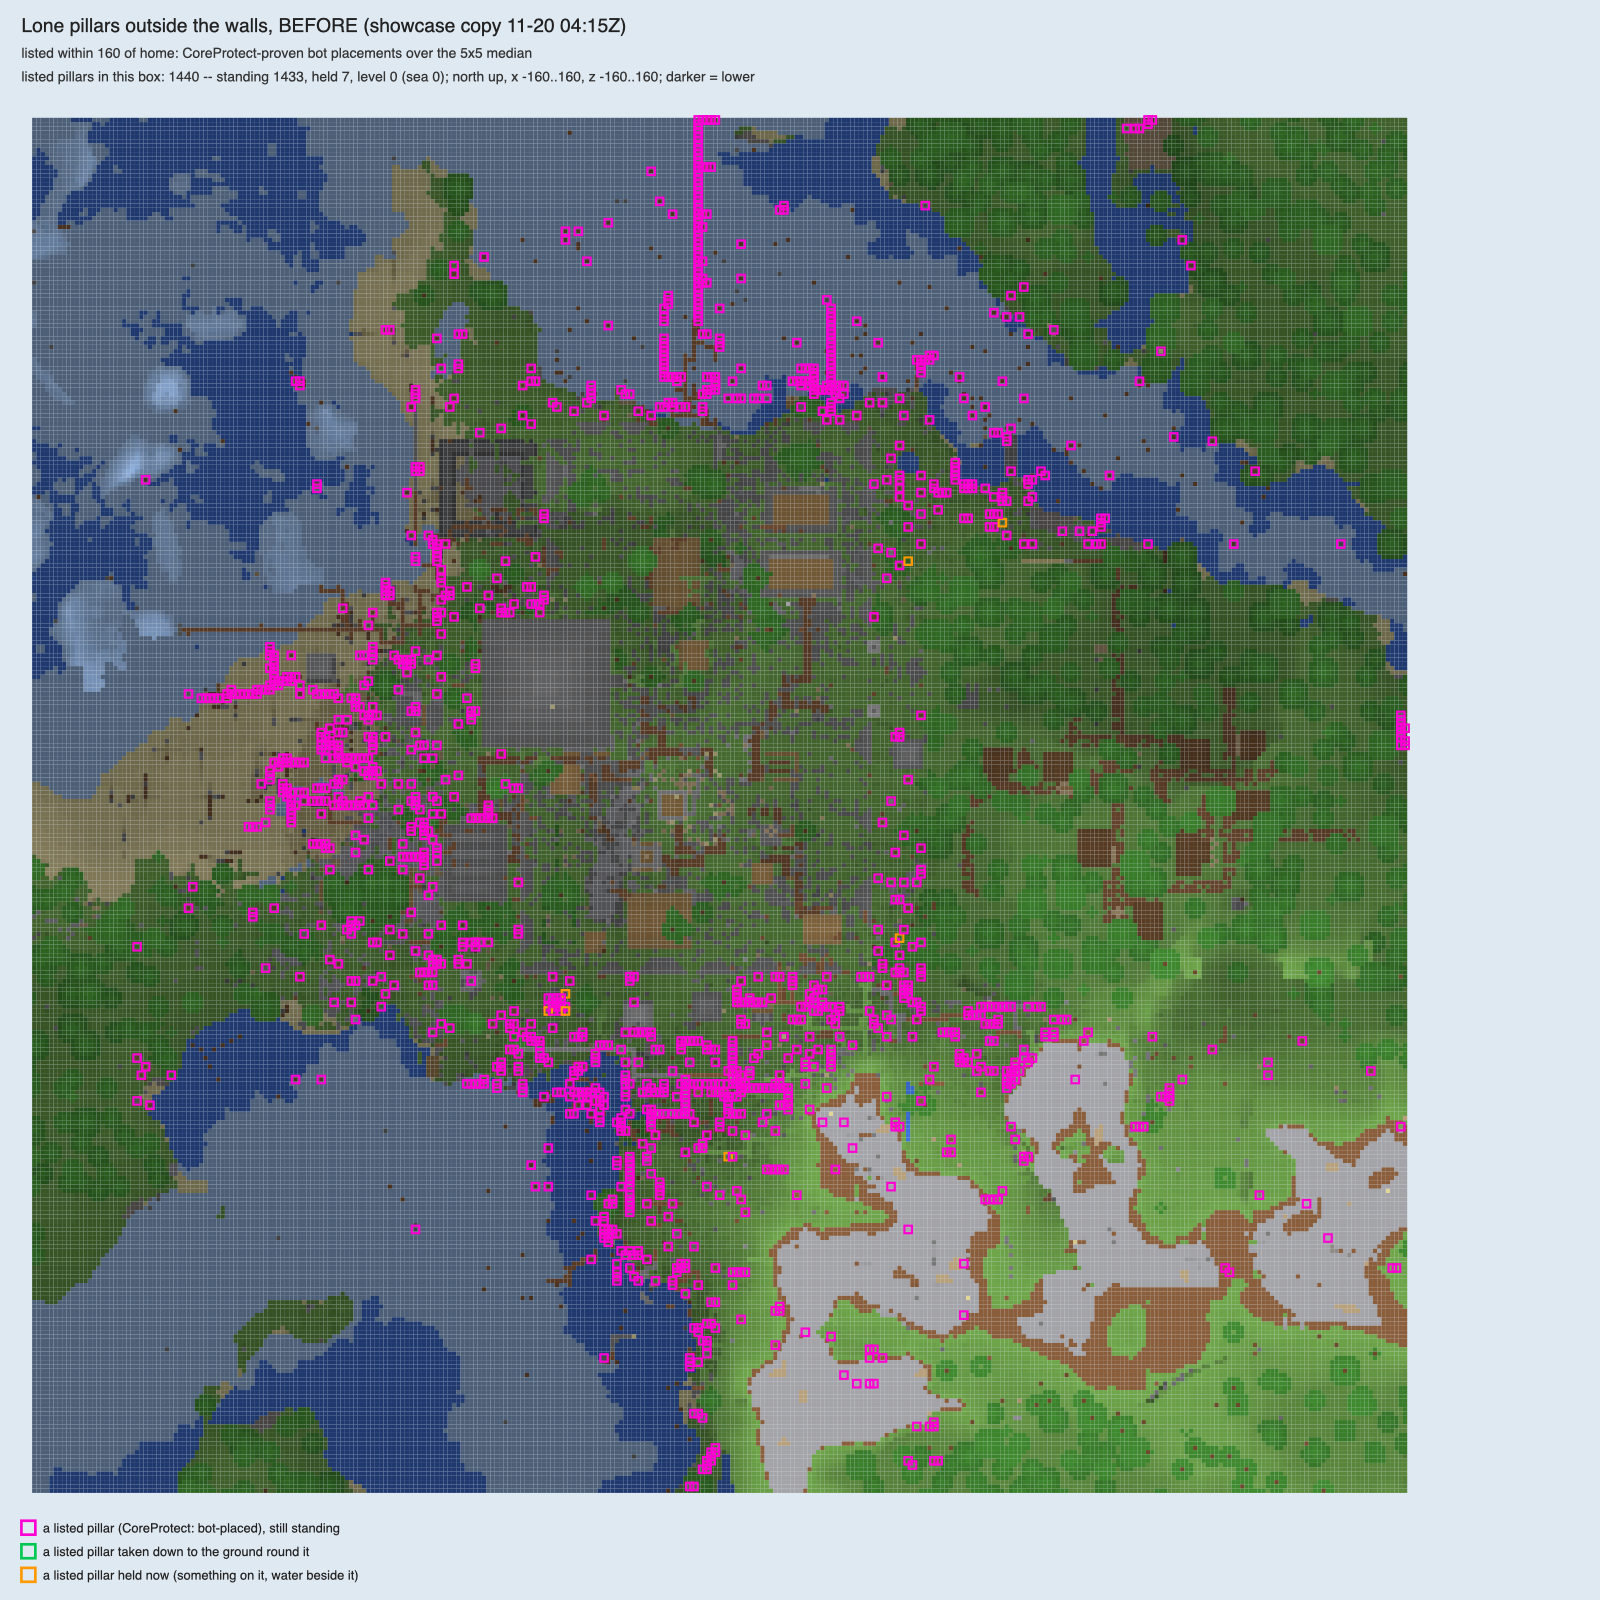 Lone pillars outside the walls, BEFORE (showcase copy 11-20 04:15Z)
listed within 160 of home: CoreProtect-proven bot placements over the 5x5 median
listed pillars in this box: 1440 -- standing 1433, held 7, level 0 (sea 0); north up, x -160..160, z -160..160; darker = lower
a listed pillar (CoreProtect: bot-placed), still standing
a listed pillar taken down to the ground round it
a listed pillar held now (something on it, water beside it)